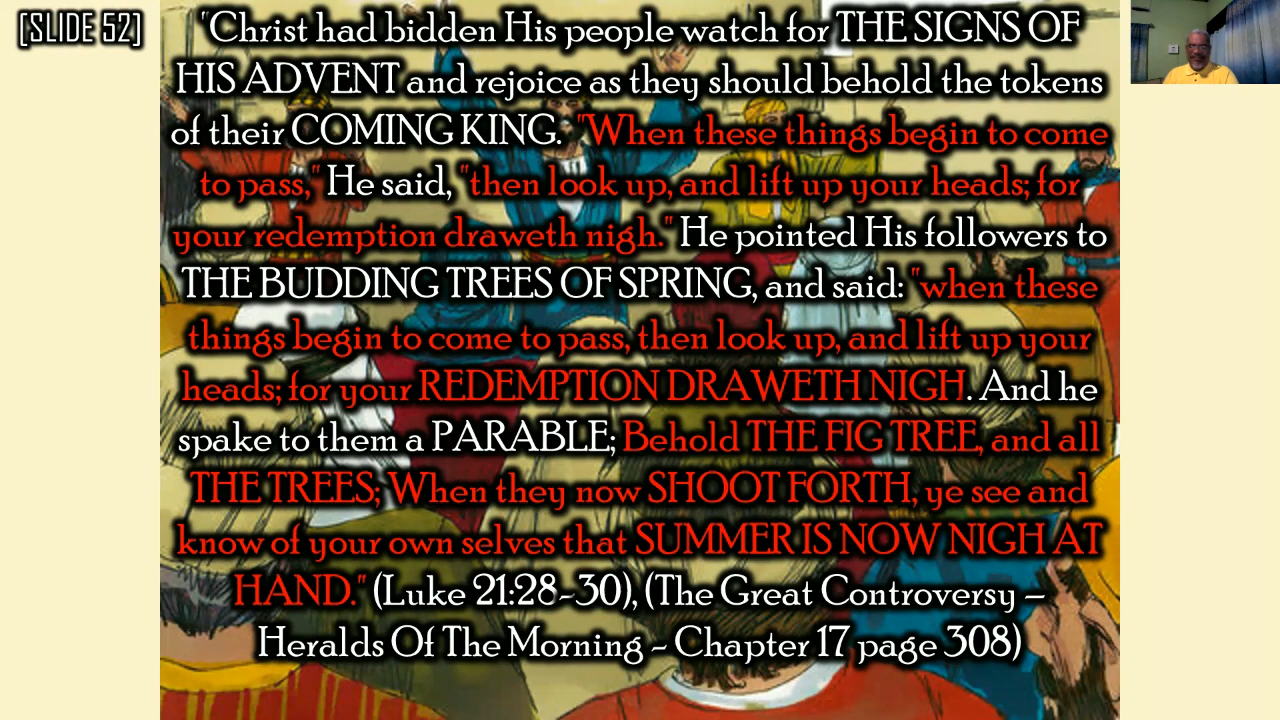 [SLIDE 52]
"Christ had bidden His people watch for THE SIGNS OF
HIS ADVENT and rejoice as they should behold the tokens
of their COMING KING. "When these things begin to come
to pass," He said, "then look up, and lift up your heads; for
your redemption draweth nigh." He pointed His followers to
THE BUDDING TREES OF SPRING, and said: "when these
things begin to come to pass, then look up, and lift up your
heads; for your REDEMPTION DRAWETH NIGH. And he
spake to them a PARABLE; Behold THE FIG TREE, and all
THE TREES; When they now SHOOT FORTH, ye see and
know of your own selves that SUMMER IS NOW NIGH AT
HAND." (Luke 21:28-30), (The Great Controversy –
Heralds Of The Morning - Chapter 17 page 308)